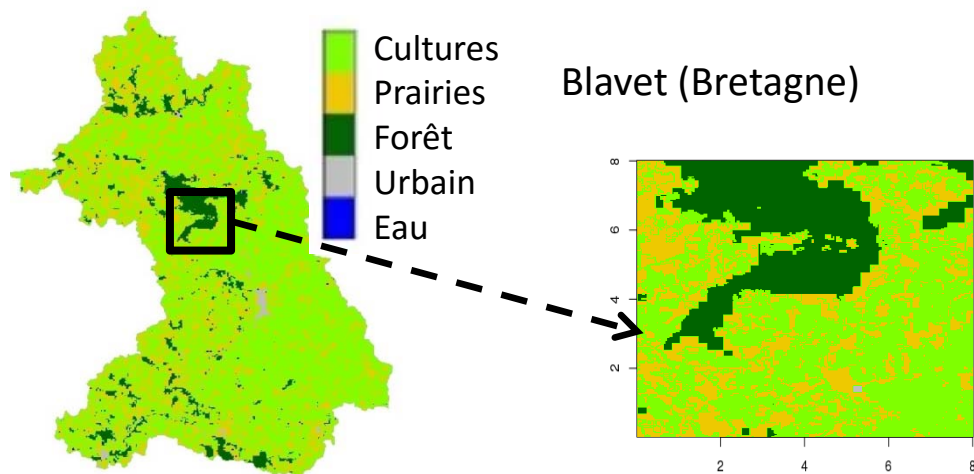 Cultures
Prairies
Forêt
Urbain
Eau
Blavet (Bretagne)
8
6
4
2
2
4
6
8